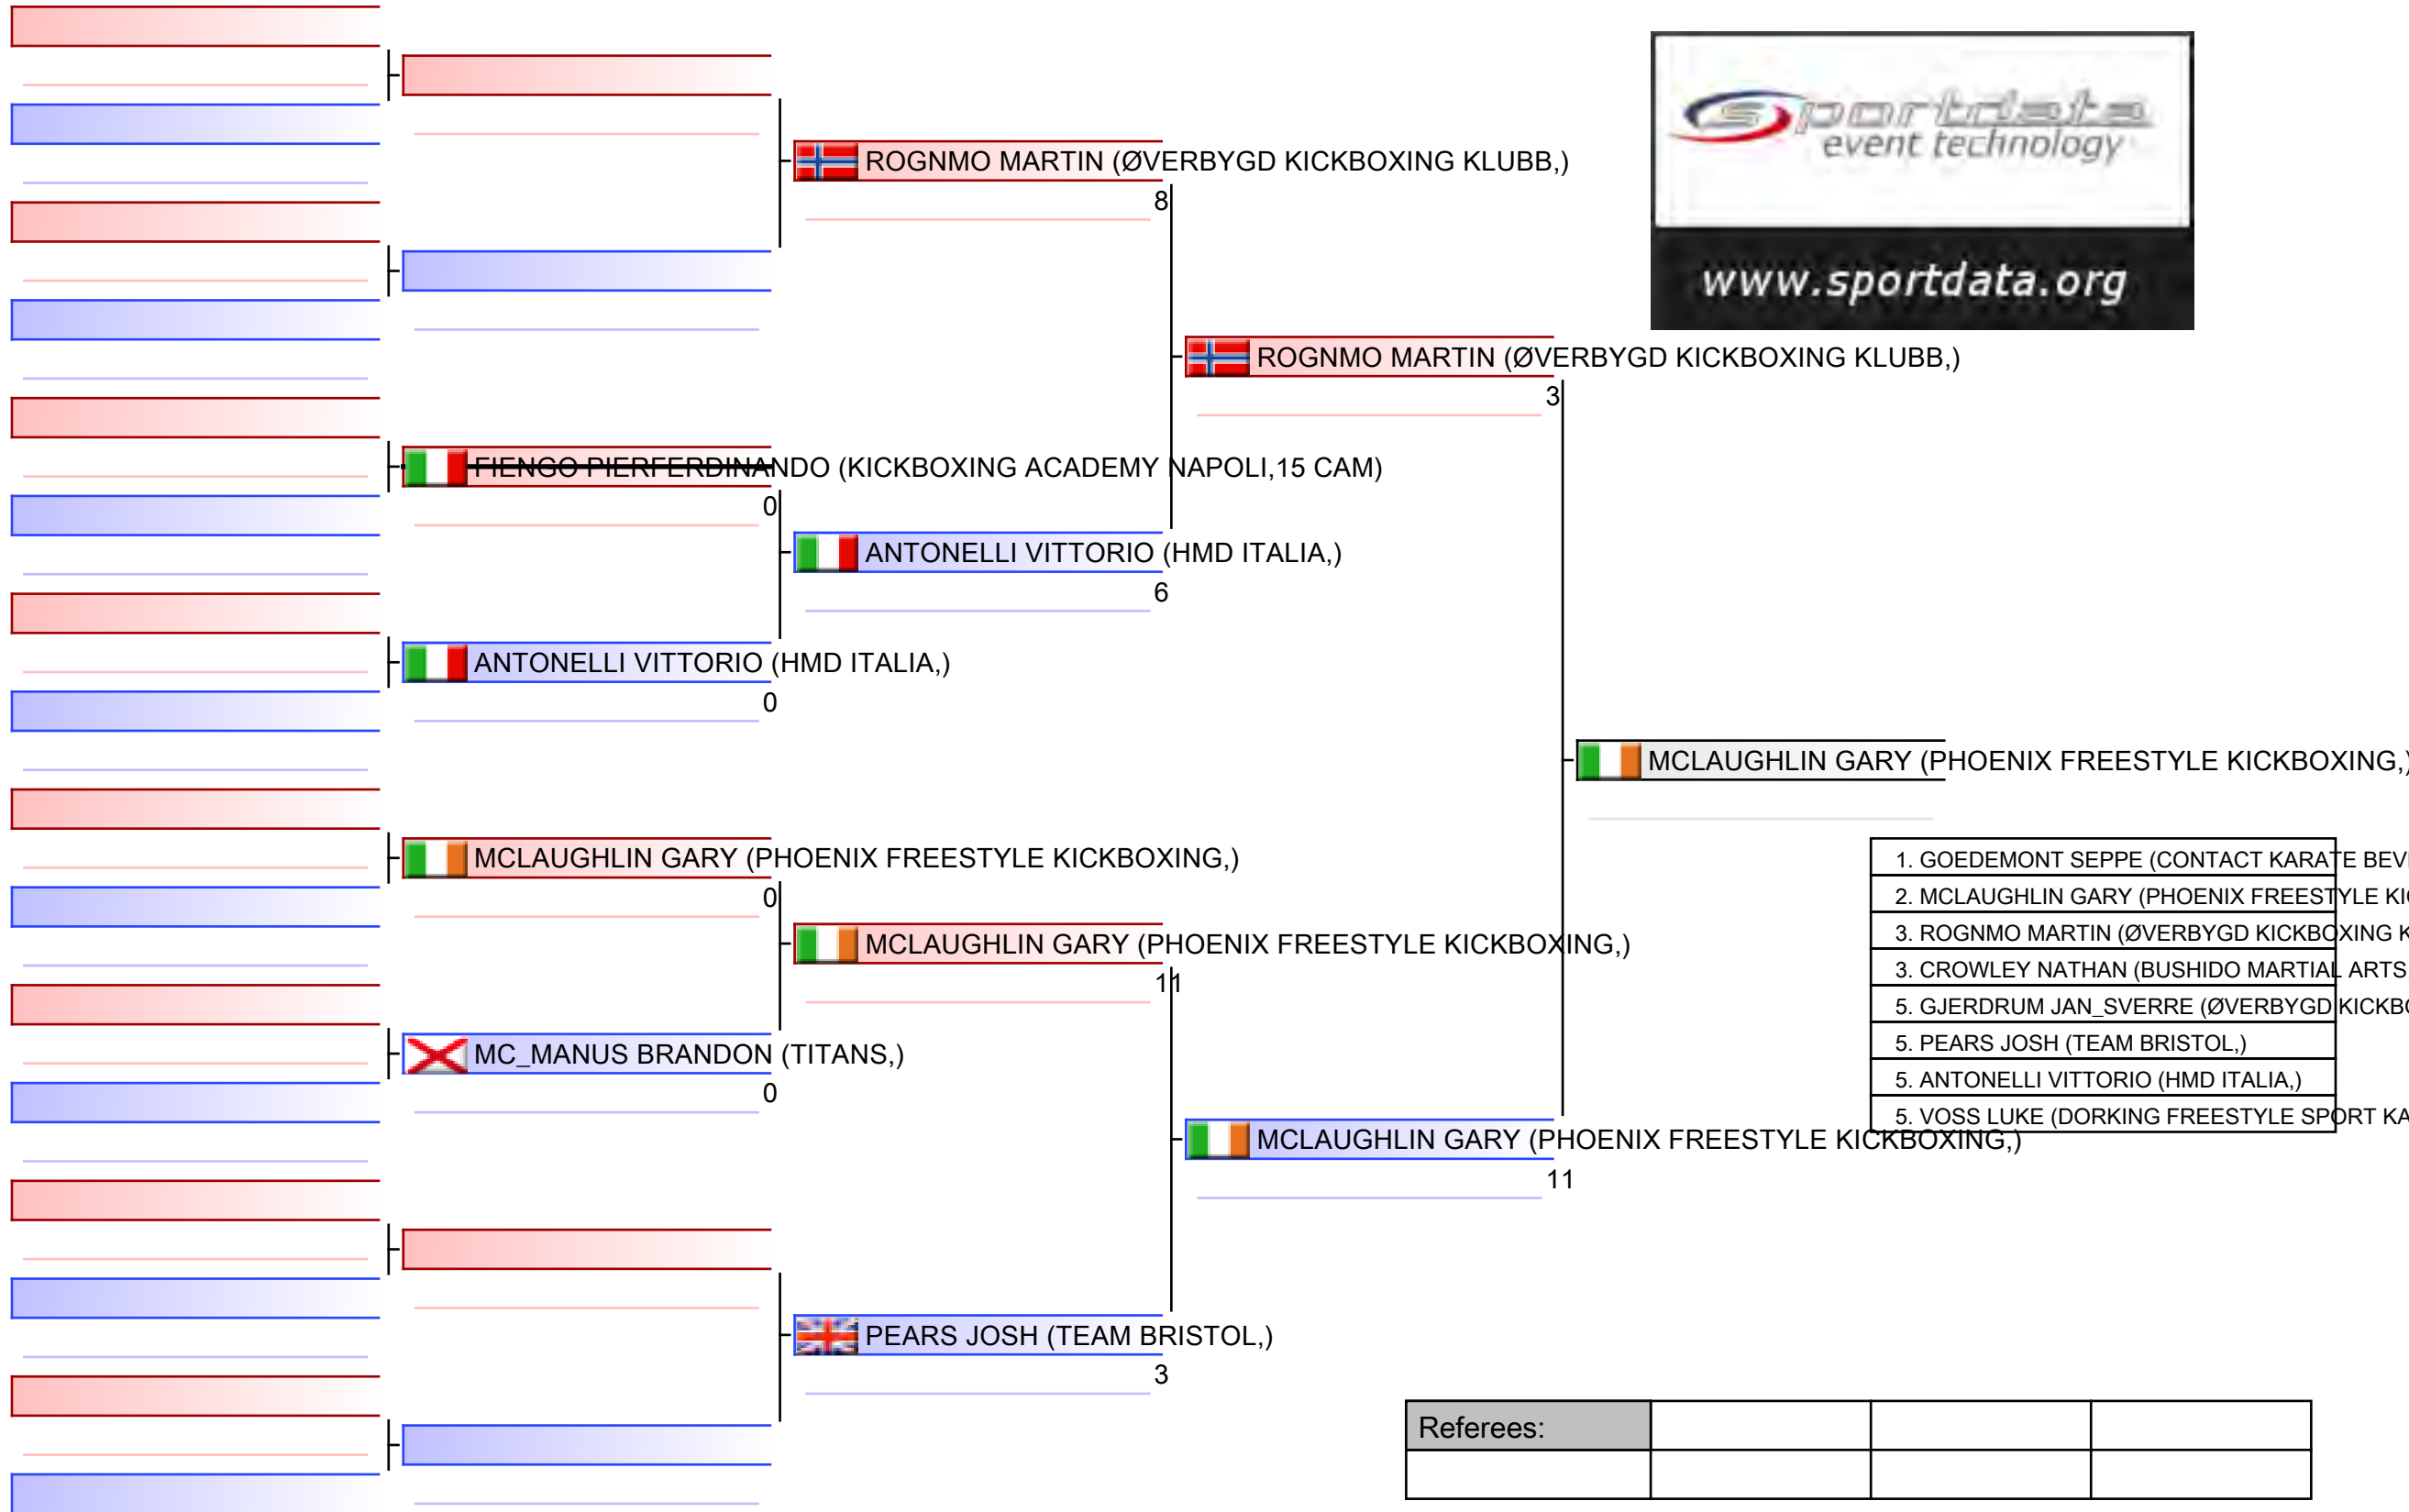 sportdata
event technology
www.sportdata.org
ROGNMO MARTIN (ØVERBYGD KICKBOXING KLUBB,)
8
ROGNMO MARTIN (ØVERBYGD KICKBOXING KLUBB,)
3
FIENGO PIERFERDINANDO (KICKBOXING ACADEMY NAPOLI,15 CAM)
0
ANTONELLI VITTORIO (HMD ITALIA,)
6
ANTONELLI VITTORIO (HMD ITALIA,)
0
MCLAUGHLIN GARY (PHOENIX FREESTYLE KICKBOXING,)
MCLAUGHLIN GARY (PHOENIX FREESTYLE KICKBOXING,)
0
MCLAUGHLIN GARY (PHOENIX FREESTYLE KICKBOXING,)
11
MC_MANUS BRANDON (TITANS,)
0
MCLAUGHLIN GARY (PHOENIX FREESTYLE KICKBOXING,)
11
PEARS JOSH (TEAM BRISTOL,)
3
1. GOEDEMONT SEPPE (CONTACT KARATE
2. MCLAUGHLIN GARY (PHOENIX FREESTYLE
3. ROGNMO MARTIN (ØVERBYGD KICKBOXING
3. CROWLEY NATHAN (BUSHIDO MARTIAL ARTS
5. GJERDRUM JAN_SVERRE (ØVERBYGD
5. PEARS JOSH (TEAM BRISTOL,)
5. ANTONELLI VITTORIO (HMD ITALIA,)
5. VOSS LUKE (DORKING FREESTYLE SPORT
Referees: